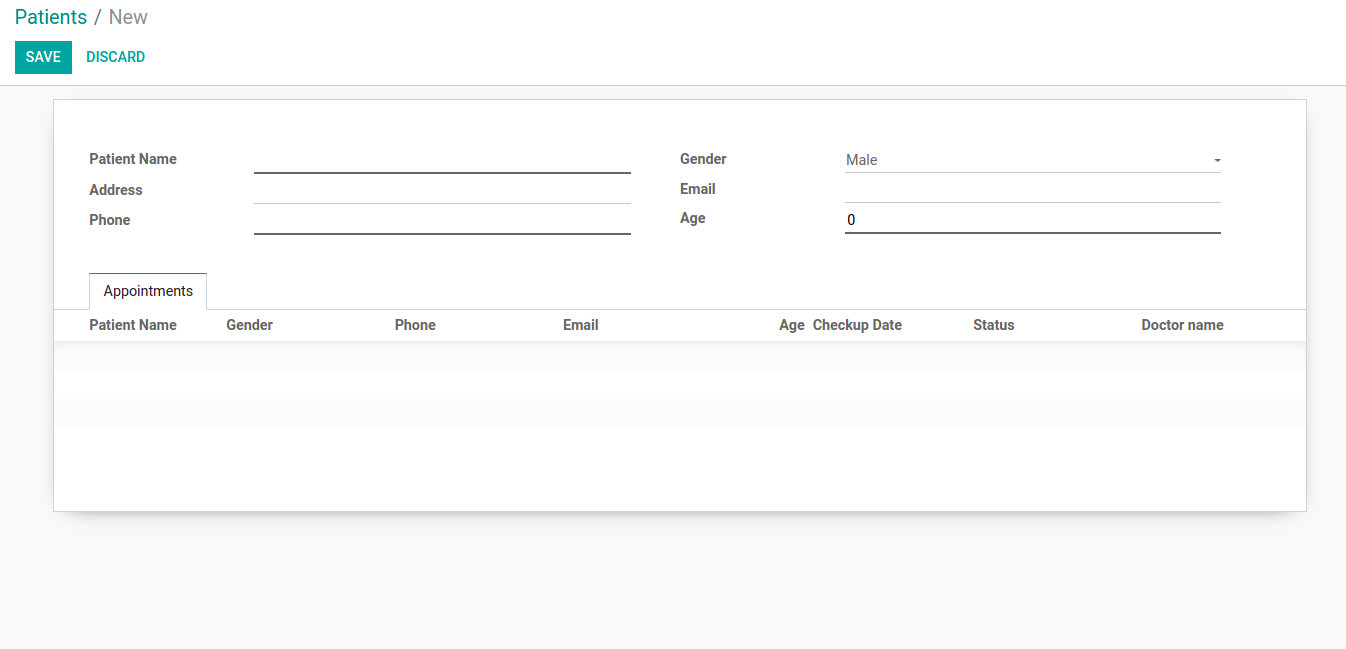 Patients / New
SAVE DISCARD
Patient Name
Gender Male
Address
Email
Phone
Age 0
Appointments
Patient Name Gender Phone Email Age Checkup Date Status Doctor name